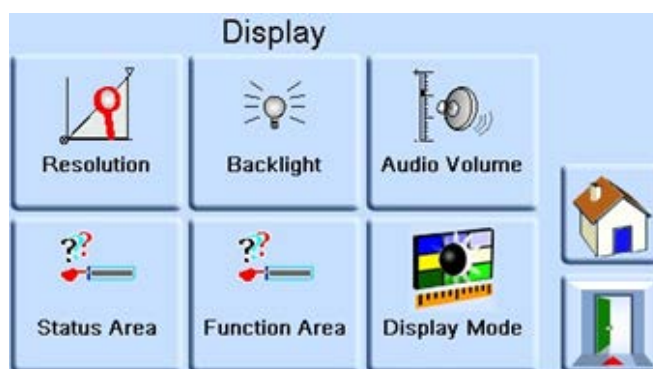 Display
Resolution
Backlight
Audio Volume
??
Status Area
??
Function Area
Display Mode